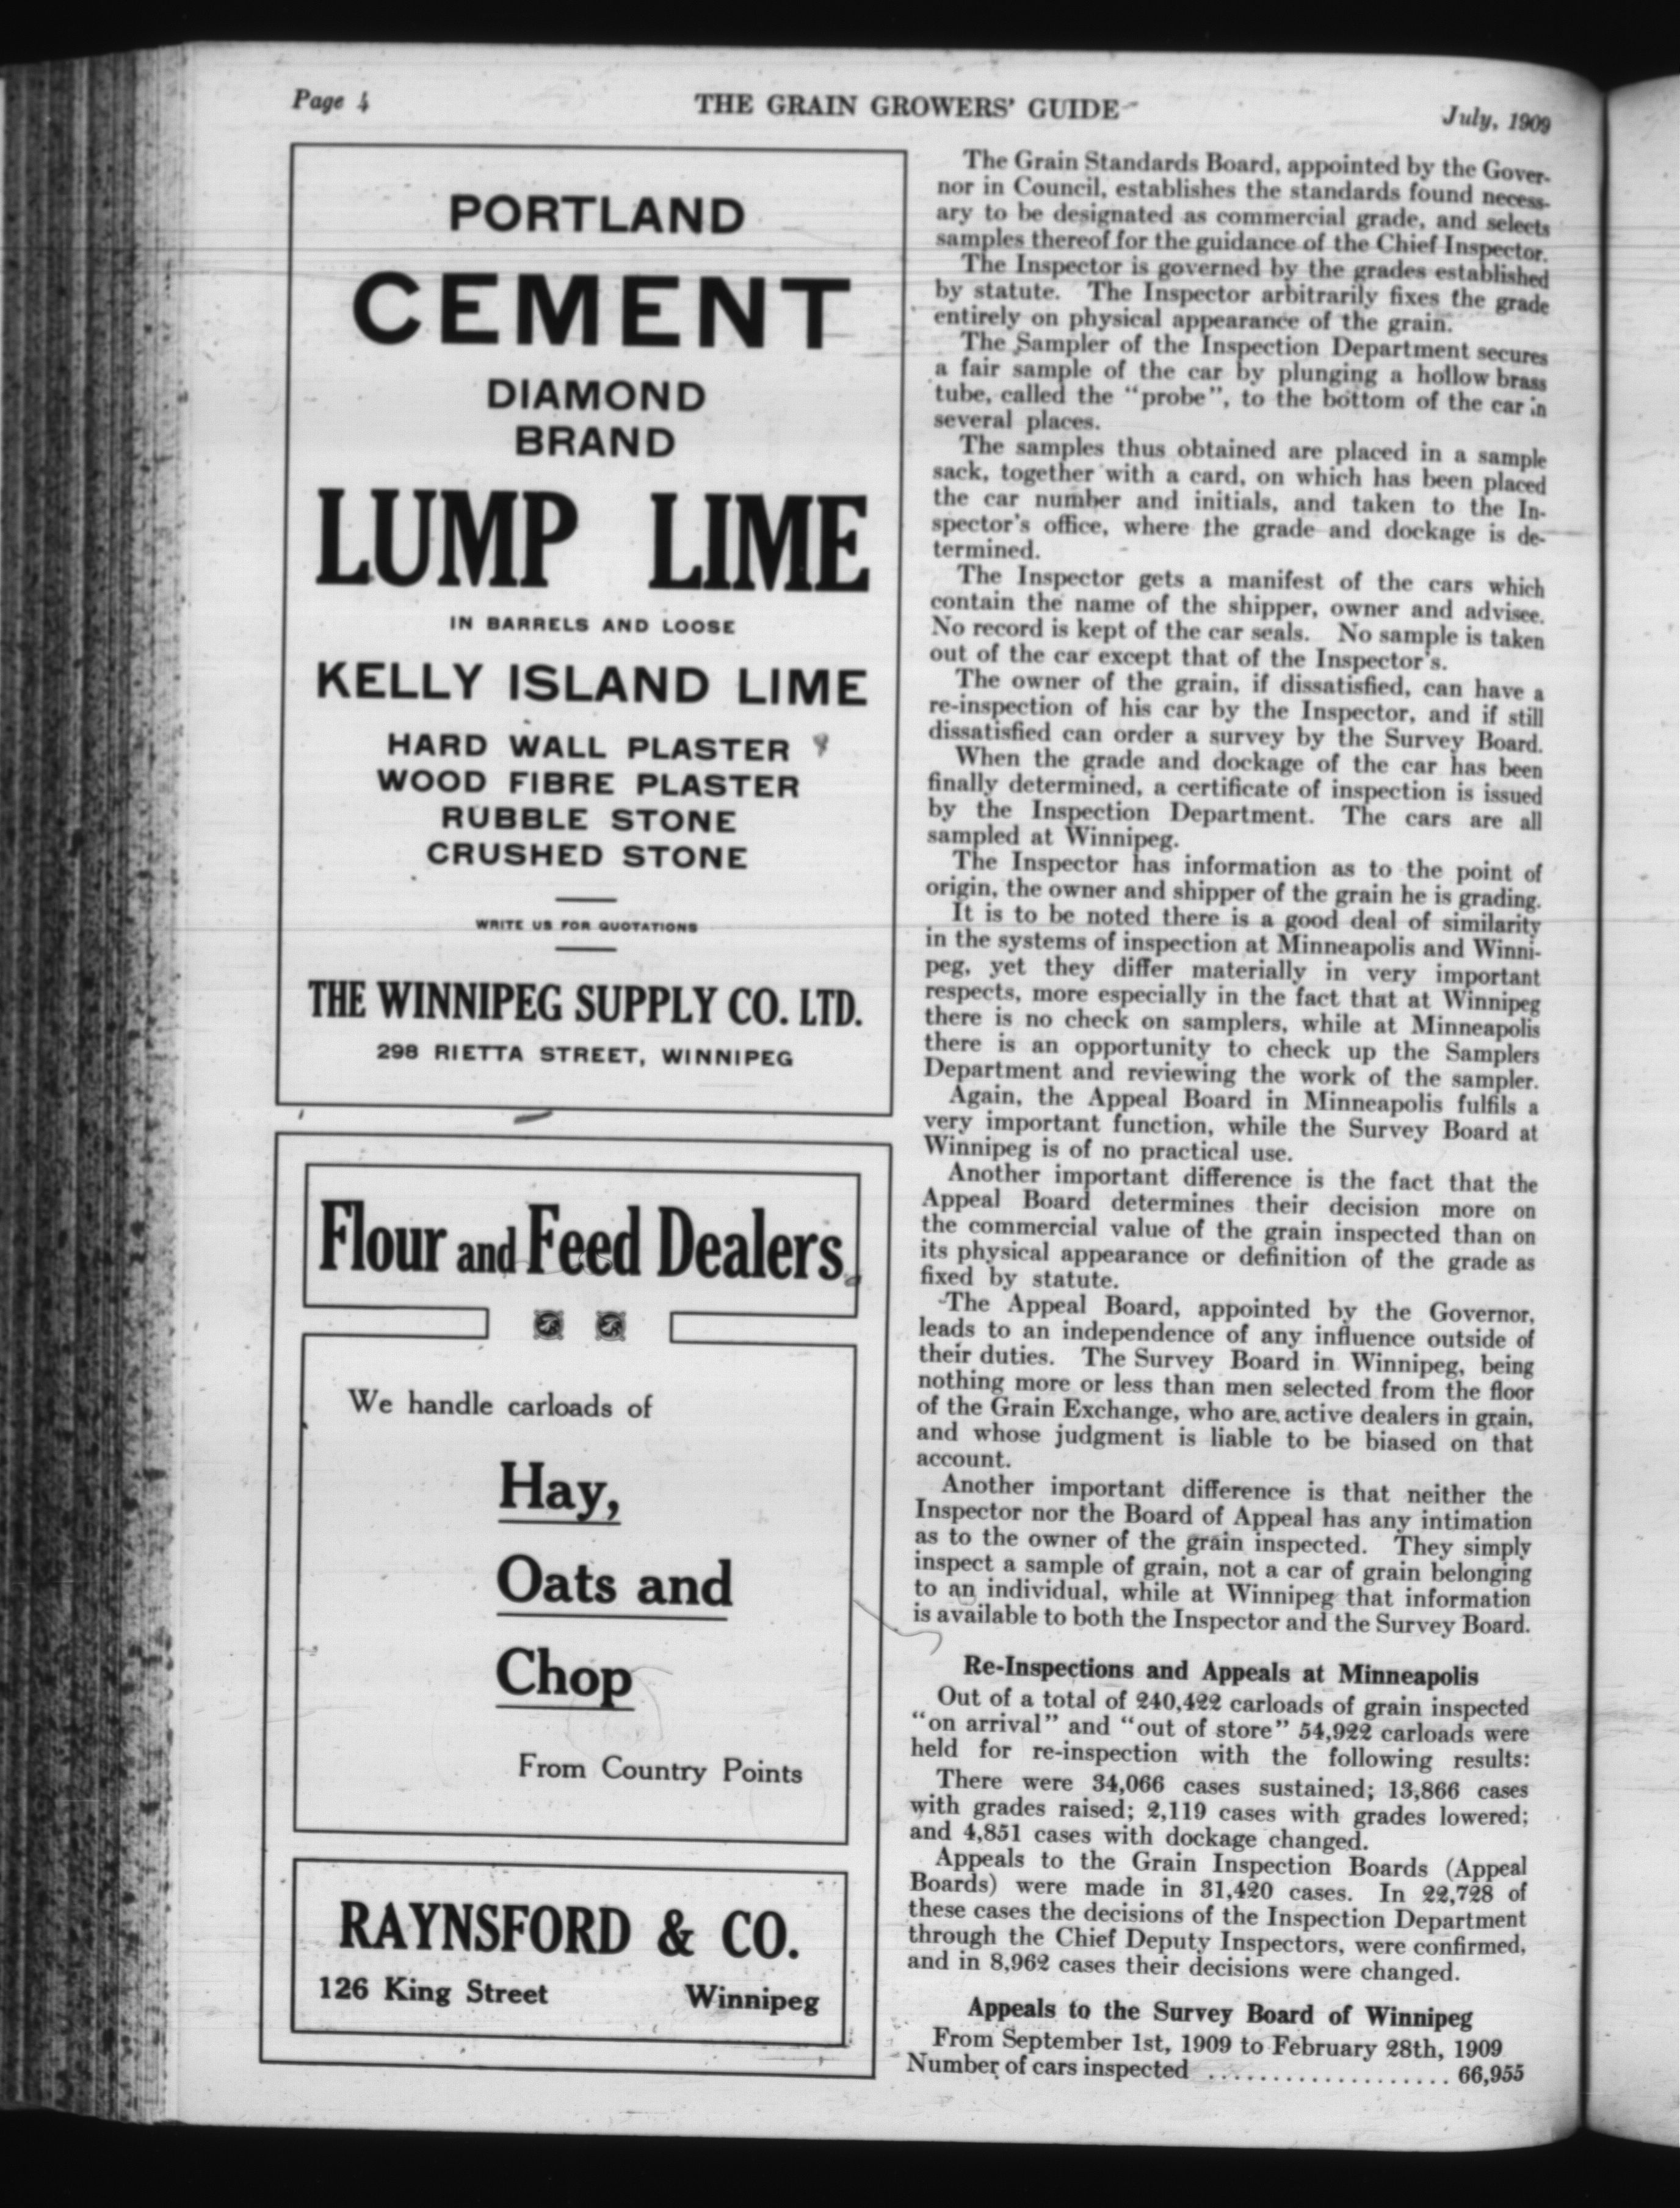 Page 4
THE GRAIN GROWERS' GUIDE
July, 1909
PORTLAND
CEMENT
DIAMOND
BRAND
LUMP LIME
IN BARRELS AND LOOSE
KELLY ISLAND LIME
HARD WALL PLASTER
WOOD FIBRE PLASTER
RUBBLE STONE
CRUSHED STONE
WRITE US FOR QUOTATIONS
THE WINNIPEG SUPPLY CO. LTD.
298 RIETTA STREET, WINNIPEG
Flour and Feed Dealers
We handle carloads of
Hay,
Oats and
Chop
From Country Points
RAYNSFORD & CO.
126 King Street Winnipeg
The Grain Standards Board, appointed by the Gover-
nor in Council, establishes the standards found necess-
ary to be designated as commercial grade, and selects
samples thereof for the guidance of the Chief Inspector.
The Inspector is governed by the grades established
by statute. The Inspector arbitrarily fixes the grade
entirely on physical appearance of the grain.
The Sampler of the Inspection Department secures
a fair sample of the car by plunging a hollow brass
tube, called the "probe", to the bottom of the car in
several places.
The samples thus obtained are placed in a sample
sack, together with a card, on which has been placed
the car number and initials, and taken to the In-
spector's office, where the grade and dockage is de-
termined.
The Inspector gets a manifest of the cars which
contain the name of the shipper, owner and advisee.
No record is kept of the car seals. No sample is taken
out of the car except that of the Inspector's.
The owner of the grain, if dissatisfied, can have a
re-inspection of his car by the Inspector, and if still
dissatisfied can order a survey by the Survey Board.
When the grade and dockage of the car has been
finally determined, a certificate of inspection is issued
by the Inspection Department. The cars are all
sampled at Winnipeg.
The Inspector has information as to the point of
origin, the owner and shipper of the grain he is grading.
It is to be noted there is a good deal of similarity
in the systems of inspection at Minneapolis and Winni-
peg, yet they differ materially in very important
respects, more especially in the fact that at Winnipeg
there is no check on samplers, while at Minneapolis
there is an opportunity to check up the Samplers
Department and reviewing the work of the sampler.
Again, the Appeal Board in Minneapolis fulfils a
very important function, while the Survey Board at
Winnipeg is of no practical use.
Another important difference is the fact that the
Appeal Board determines their decision more on
the commercial value of the grain inspected than on
its physical appearance or definition of the grade as
fixed by statute.
The Appeal Board, appointed by the Governor,
leads to an independence of any influence outside of
their duties. The Survey Board in Winnipeg, being
nothing more or less than men selected from the floor
of the Grain Exchange, who are active dealers in grain,
and whose judgment is liable to be biased on that
account.
Another important difference is that neither the
Inspector nor the Board of Appeal has any intimation
as to the owner of the grain inspected. They simply
inspect a sample of grain, not a car of grain belonging
to an individual, while at Winnipeg that information
is available to both the Inspector and the Survey Board.
Re-Inspections and Appeals at Minneapolis
Out of a total of 240,422 carloads of grain inspected
"on arrival" and "out of store" 54,922 carloads were
held for re-inspection with the following results:
There were 34,066 cases sustained; 13,866 cases
with grades raised; 2,119 cases with grades lowered;
and 4,851 cases with dockage changed.
Appeals to the Grain Inspection Boards (Appeal
Boards) were made in 31,420 cases. In 22,728 of
these cases the decisions of the Inspection Department
through the Chief Deputy Inspectors, were confirmed,
and in 8,962 cases their decisions were changed.
Appeals to the Survey Board of Winnipeg
From September 1st, 1909 to February 28th, 1909
Number of cars inspected ................... 66,955